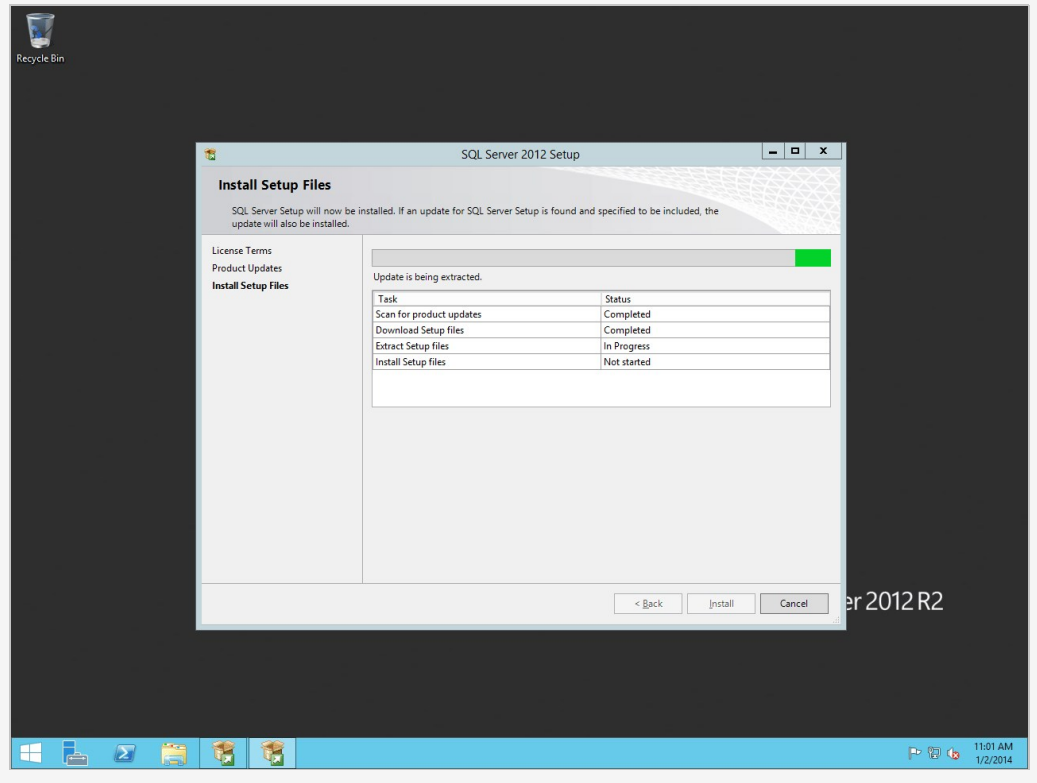 Recycle Bin
SQL Server 2012 Setup
Install Setup Files
SQL Server Setup will now be installed. If an update for SQL Server Setup is found and specified to be included, the
update will also be installed.
License Terms
Product Updates
Install Setup Files
Update is being extracted.
Task Status
Scan for product updates Completed
Download Setup files Completed
Extract Setup files In Progress
Install Setup files Not started
< Back Install Cancel
er 2012 R2
11:01 AM
1/2/2014